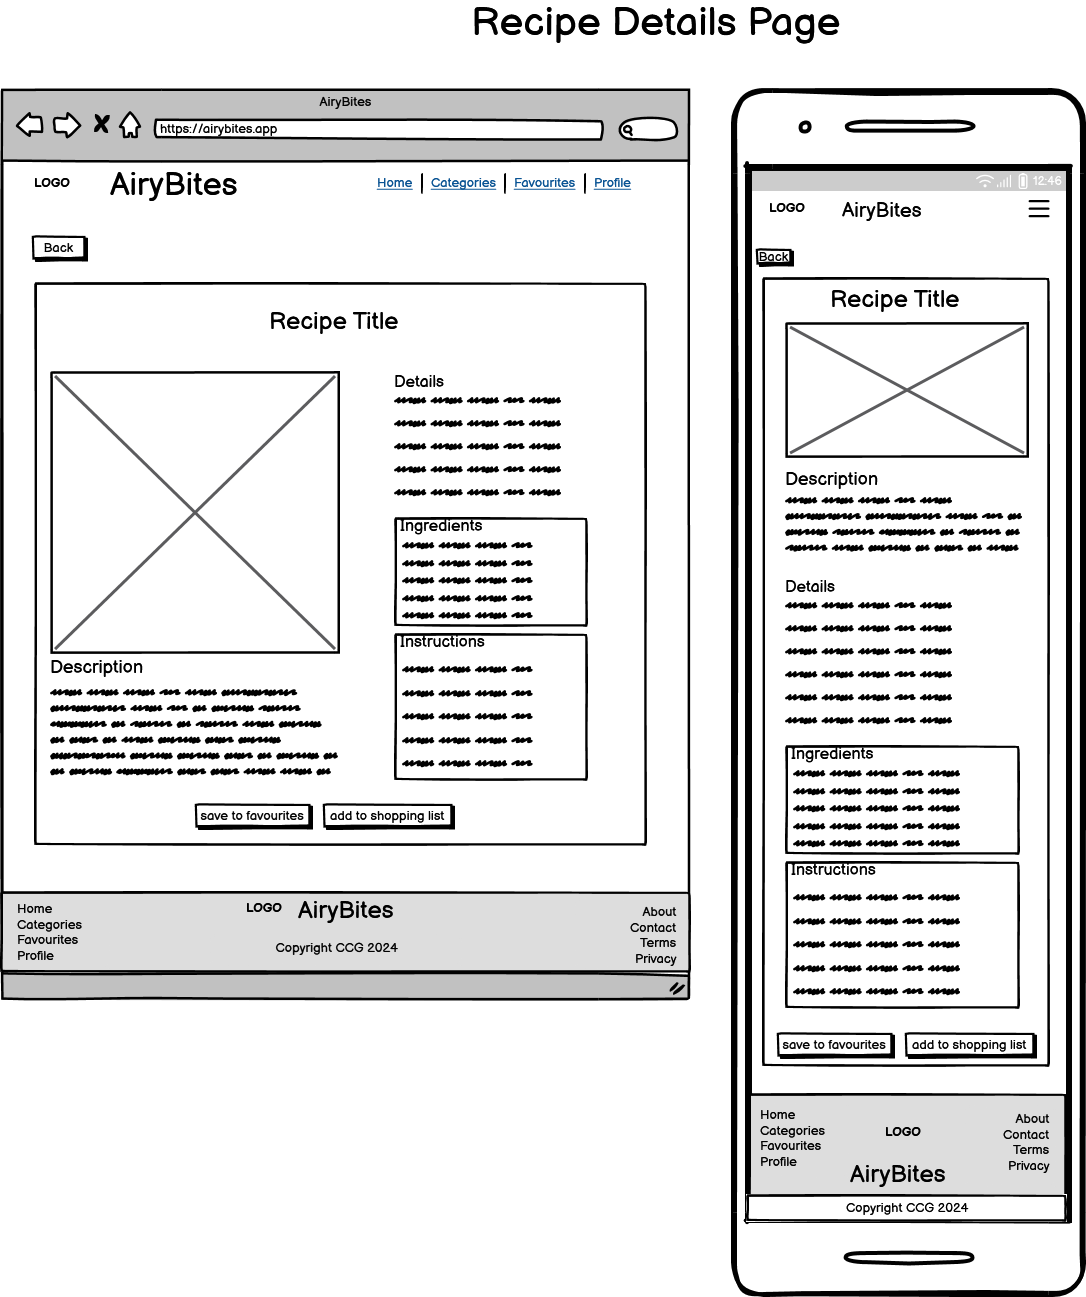 Recipe Details Page
AiryBites
https://airybites.app
LOGO AiryBites Home Categories Favourites Profile
Back
Recipe Title
Details
Ingredients
Instructions
Description
save to favourites add to shopping list
Home
Categories
Favourites
Profile
LOGO AiryBites
Copyright CCG 2024
About
Contact
Terms
Privacy
12:46
LOGO AiryBites
Back
Recipe Title
Description
Details
Ingredients
Instructions
save to favourites add to shopping list
Home
Categories
Favourites
Profile
LOGO
AiryBites
About
Contact
Terms
Privacy
Copyright CCG 2024